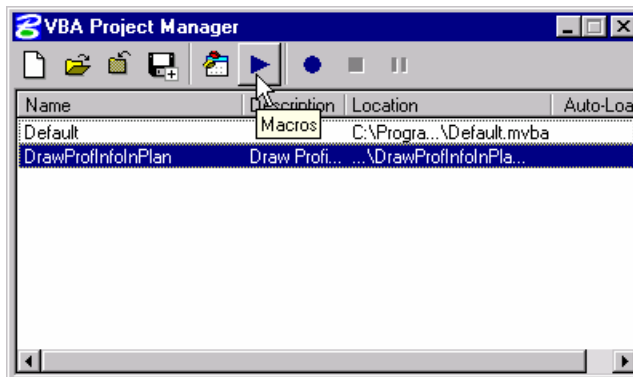 VBA Project Manager
Name Description Location Auto-Loa
Macros
Default C:\Progra...\Default.mvba
DrawProfInfoInPlan Draw Profi... ...\DrawProfInfoInPla...